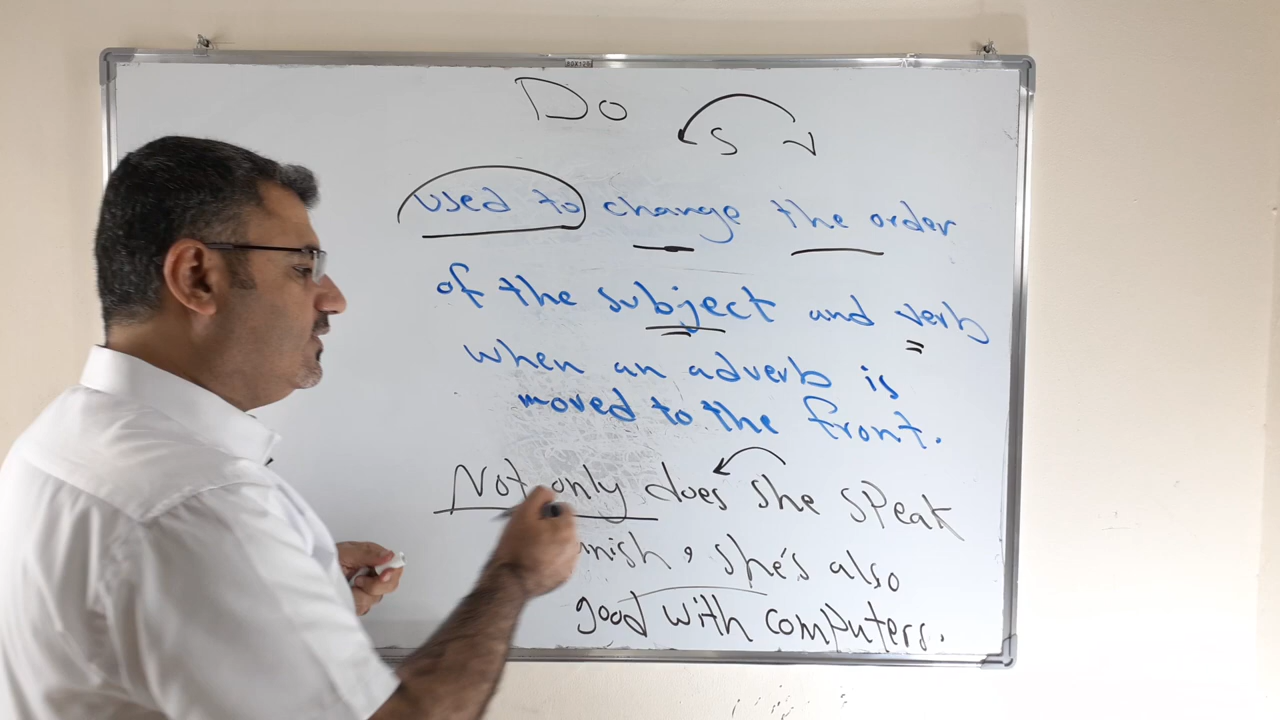 Do
S V
used to change the order
of the subject and verb
when an adverb is
moved to the front.
Not only does she speak
nish, she's also
good with computers.